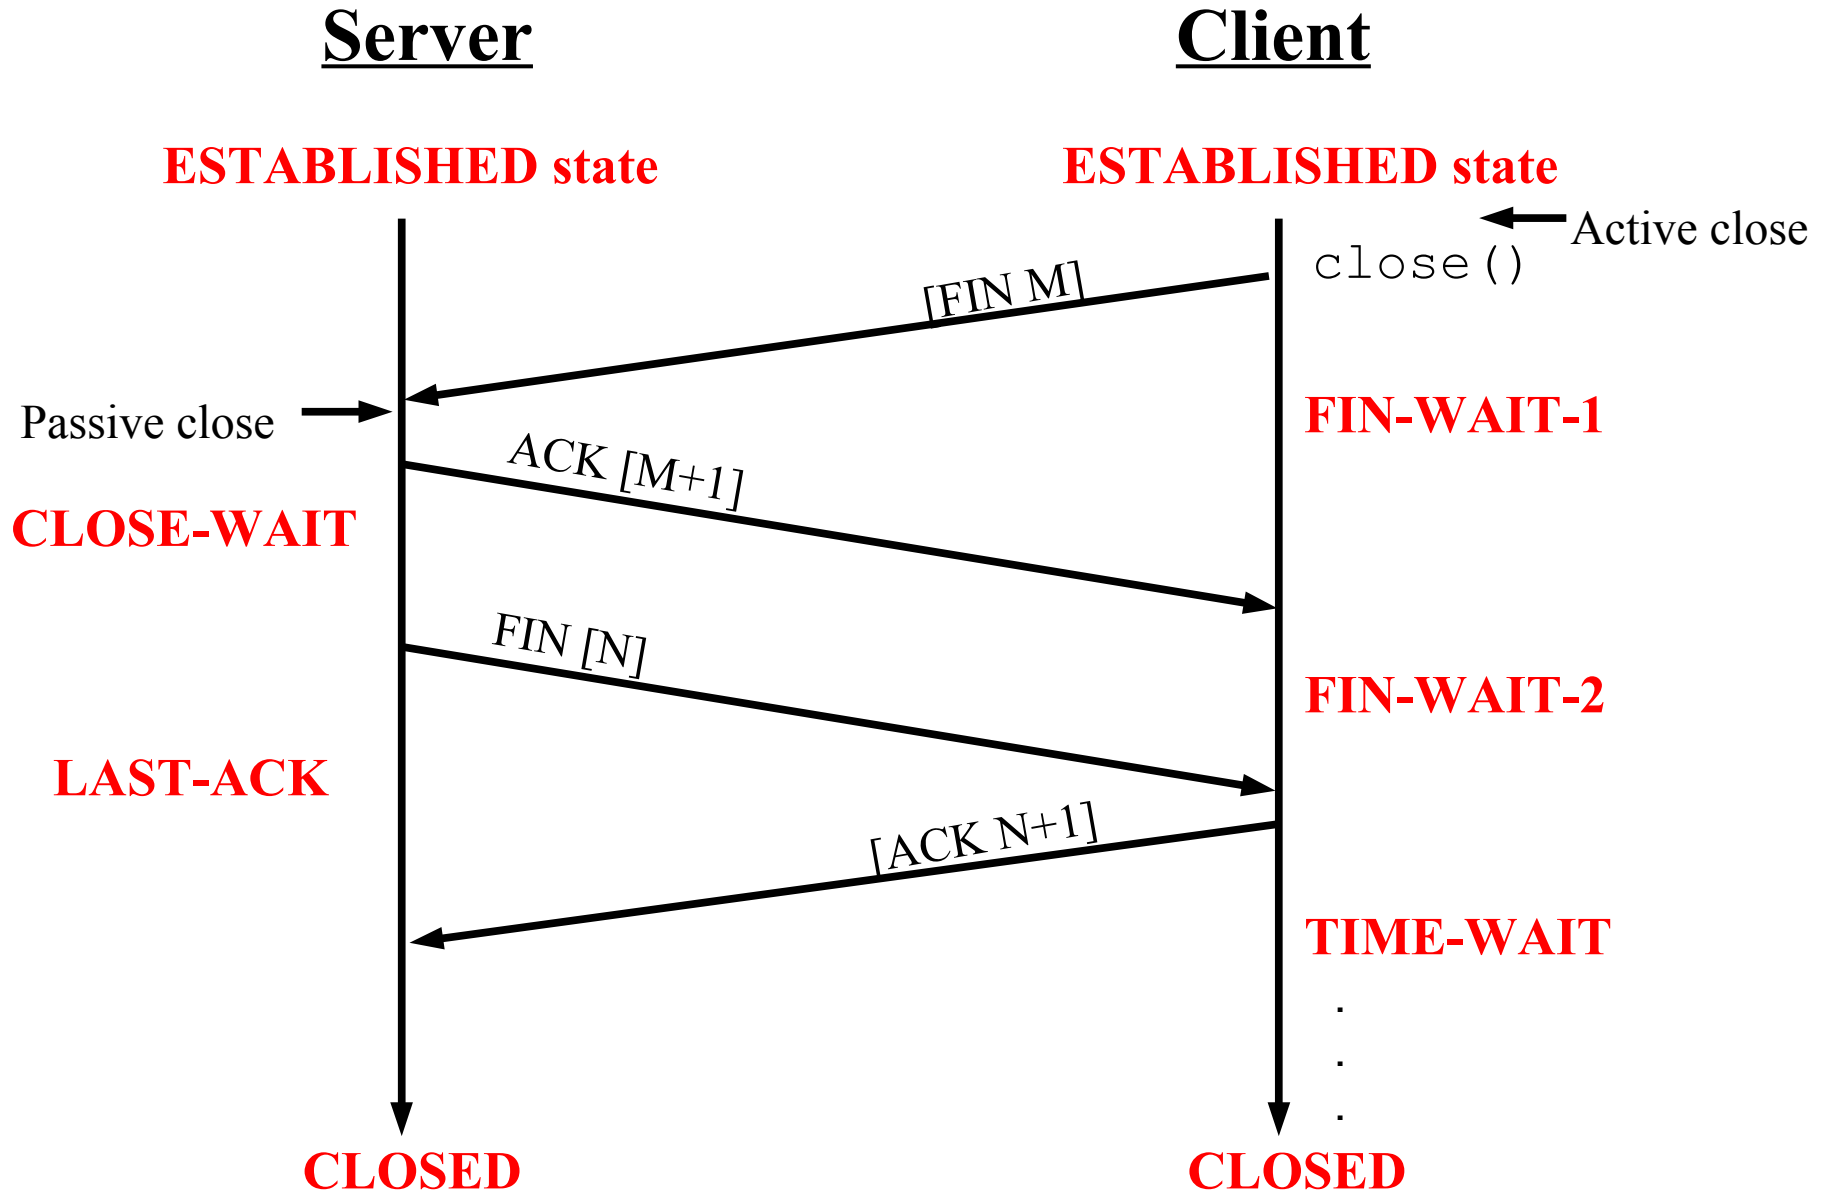 Server
Client
ESTABLISHED state
ESTABLISHED state
Active close
close()
[FIN M]
Passive close
FIN-WAIT-1
ACK [M+1]
CLOSE-WAIT
FIN [N]
FIN-WAIT-2
LAST-ACK
[ACK N+1]
TIME-WAIT
.
.
.
CLOSED
CLOSED